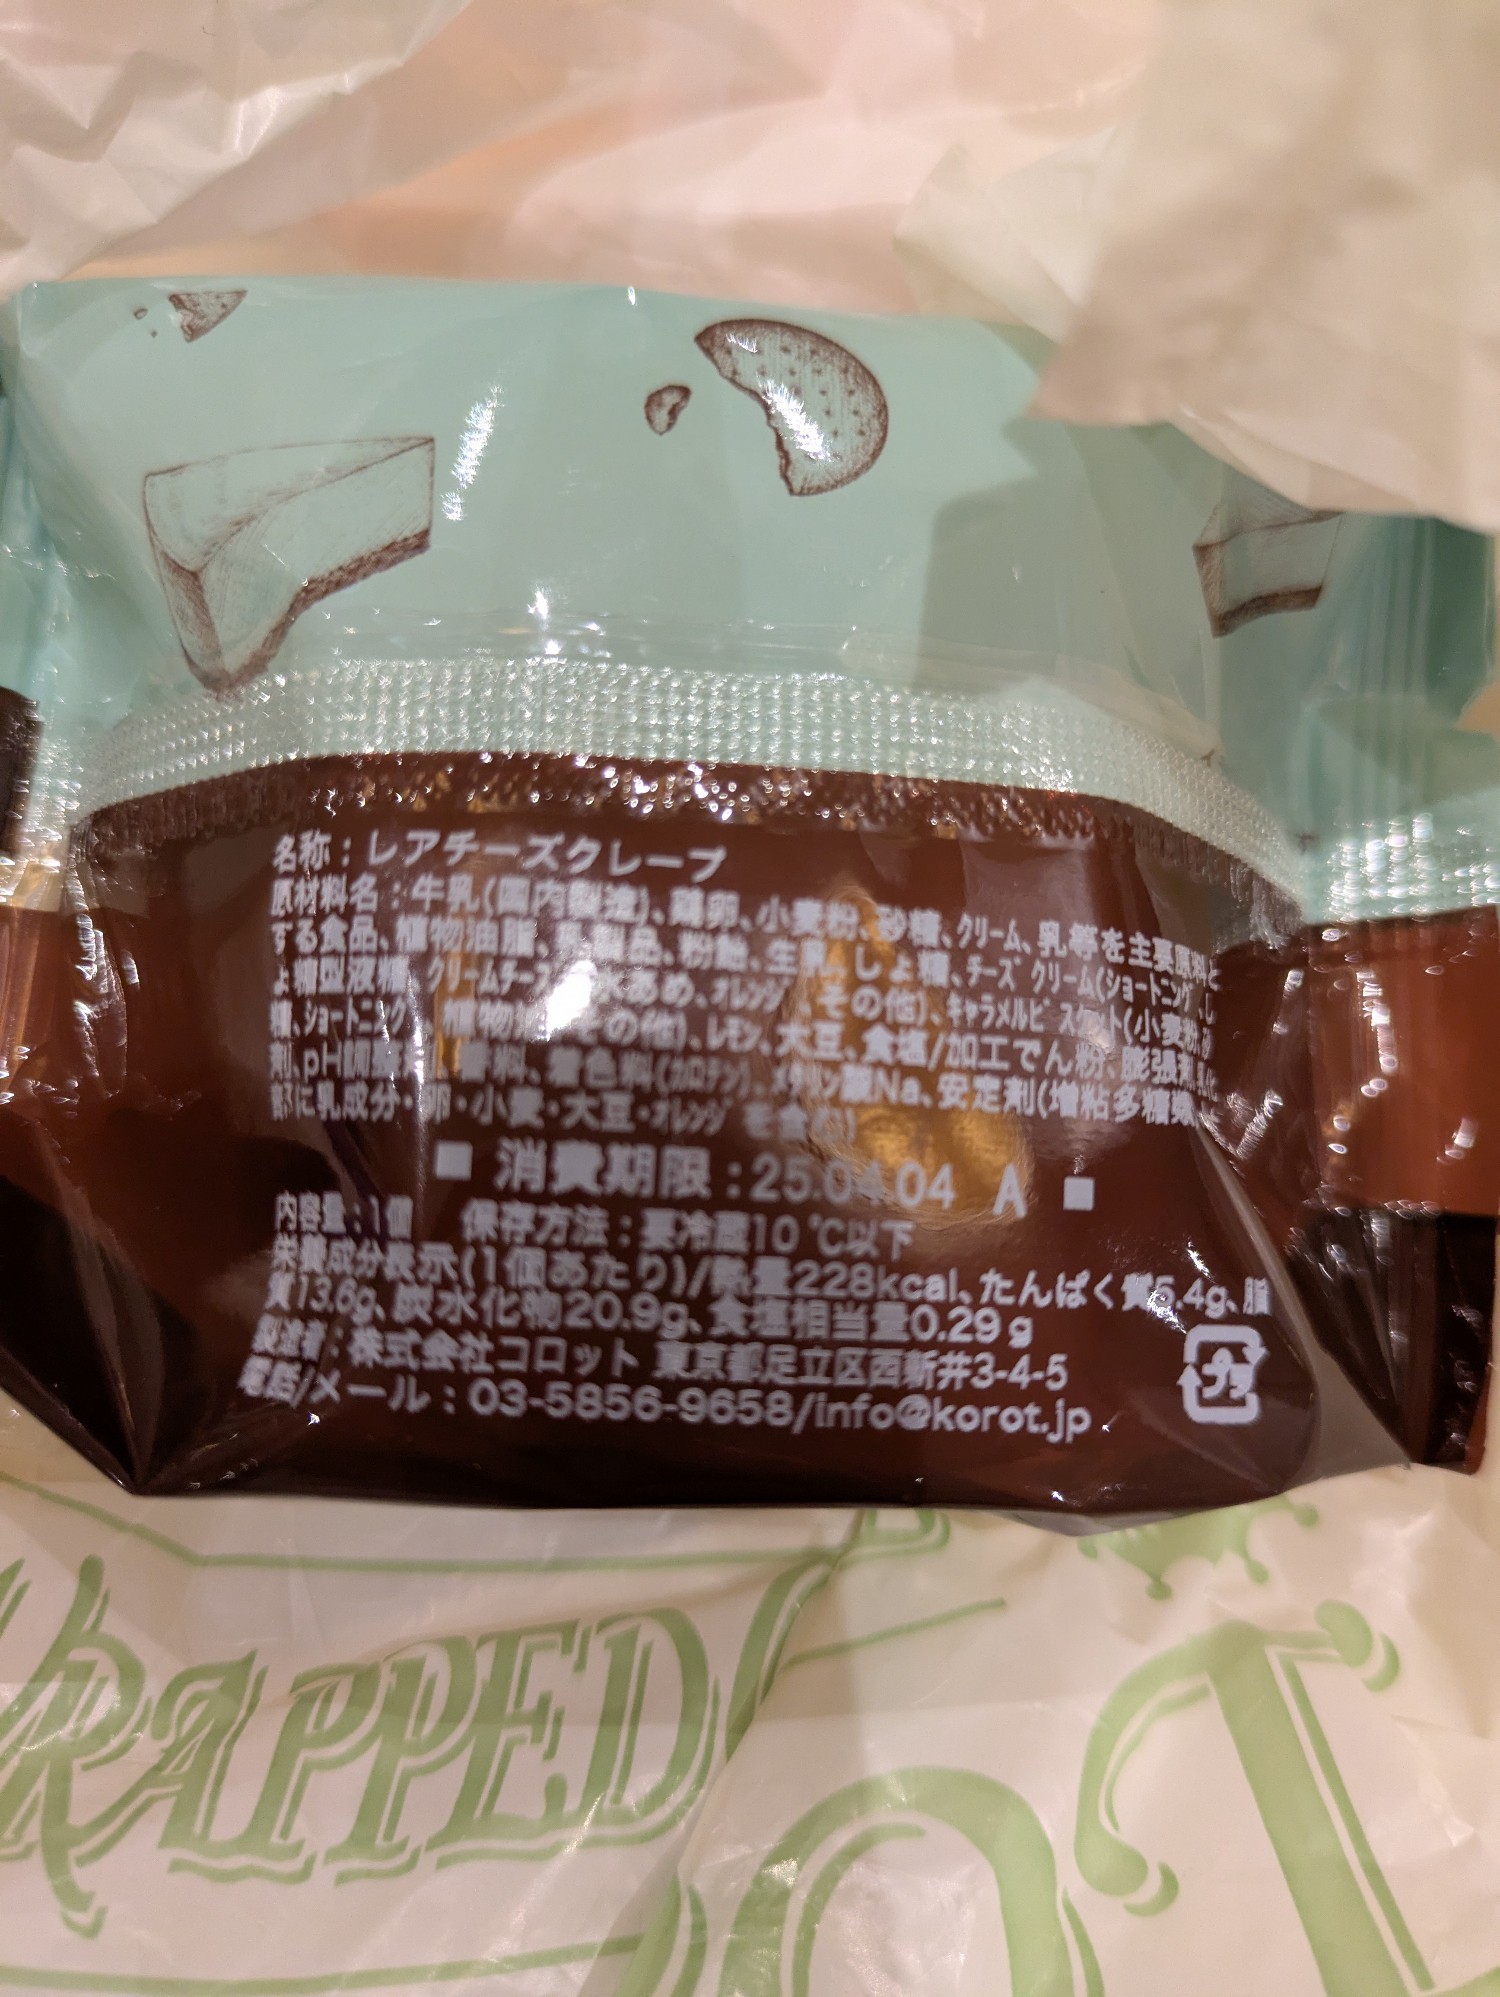 名称：レアチーズクレープ
原材料名：牛乳(国内製造)、鶏卵、小麦粉、砂糖、クリーム、乳等を主要原料と
する食品、植物油脂、乳製品、粉飴、生乳、しょ糖、チーズクリーム(ショートニング、し
ょ糖型液糖、クリームチーズ、水あめ、オレンジ、その他)、キャラメルビスケット(小麦粉、砂
糖、ショートニング、植物油、その他)、レモン、大豆、食塩/加工でん粉、膨張剤、乳化
剤、pH調整剤、香料、着色料(カロテン)、メタリン酸Na、安定剤(増粘多糖類)、(一
部に乳成分・卵・小麦・大豆・オレンジを含む)
■ 消費期限：25.04.04 A ■
内容量：1個 保存方法：要冷蔵10℃以下
栄養成分表示(1個あたり)/熱量228kcal、たんぱく質5.4g、脂
質13.6g、炭水化物20.9g、食塩相当量0.29g
製造者：株式会社コロット 東京都足立区西新井3-4-5
電話/メール：03-5856-9658/info@korot.jp
プラ
WRAPPED